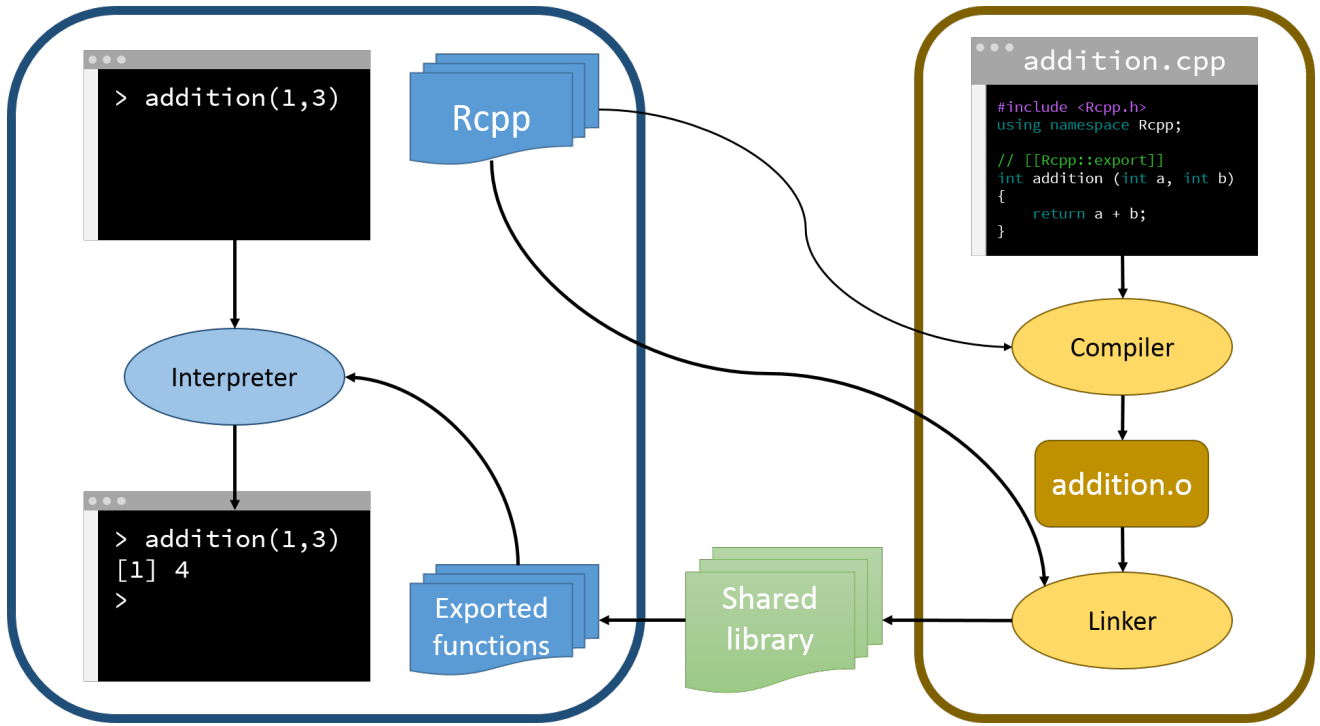 > addition(1,3)
Rcpp
addition.cpp
#include <Rcpp.h>
using namespace Rcpp;
// [[Rcpp::export]]
int addition (int a, int b)
{
    return a + b;
}
Interpreter
Compiler
addition.o
> addition(1,3)
[1] 4
>
Exported
functions
Shared
library
Linker